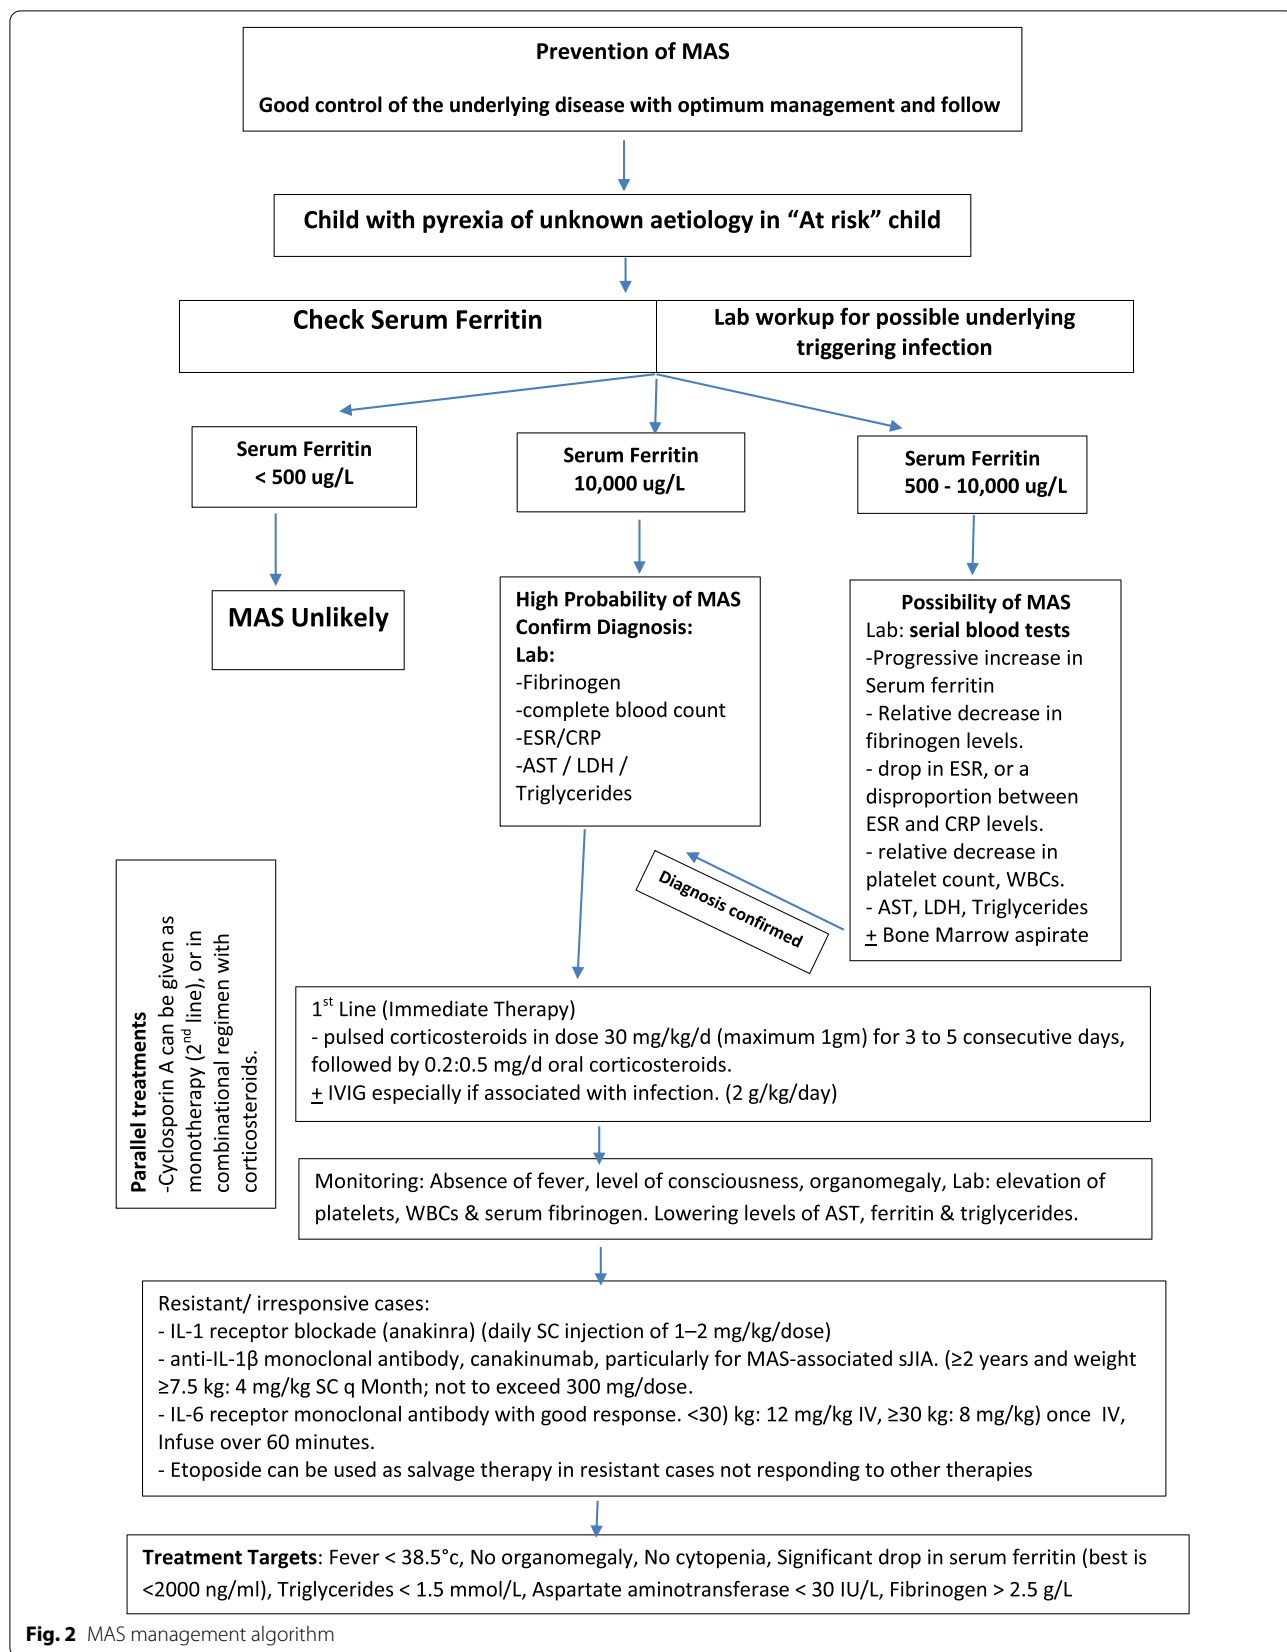 Prevention of MAS
Good control of the underlying disease with optimum management and follow
Child with pyrexia of unknown aetiology in “At risk” child
Check Serum Ferritin
Lab workup for possible underlying
triggering infection
Serum Ferritin
< 500 ug/L
Serum Ferritin
10,000 ug/L
Serum Ferritin
500 - 10,000 ug/L
MAS Unlikely
High Probability of MAS
Confirm Diagnosis:
Lab:
-Fibrinogen
-complete blood count
-ESR/CRP
-AST / LDH /
Triglycerides
Possibility of MAS
Lab: serial blood tests
-Progressive increase in
Serum ferritin
- Relative decrease in
fibrinogen levels.
- drop in ESR, or a
disproportion between
ESR and CRP levels.
- relative decrease in
platelet count, WBCs.
- AST, LDH, Triglycerides
+ Bone Marrow aspirate
Diagnosis confirmed
Parallel treatments
-Cyclosporin A can be given as
monotherapy (2nd line), or in
combinational regimen with
corticosteroids.
1st Line (Immediate Therapy)
- pulsed corticosteroids in dose 30 mg/kg/d (maximum 1gm) for 3 to 5 consecutive days,
followed by 0.2:0.5 mg/d oral corticosteroids.
+ IVIG especially if associated with infection. (2 g/kg/day)
Monitoring: Absence of fever, level of consciousness, organomegaly, Lab: elevation of
platelets, WBCs & serum fibrinogen. Lowering levels of AST, ferritin & triglycerides.
Resistant/ irresponsive cases:
- IL-1 receptor blockade (anakinra) (daily SC injection of 1–2 mg/kg/dose)
- anti-IL-1β monoclonal antibody, canakinumab, particularly for MAS-associated sJIA. (≥2 years and weight
≥7.5 kg: 4 mg/kg SC q Month; not to exceed 300 mg/dose.
- IL-6 receptor monoclonal antibody with good response. <30) kg: 12 mg/kg IV, ≥30 kg: 8 mg/kg) once IV,
Infuse over 60 minutes.
- Etoposide can be used as salvage therapy in resistant cases not responding to other therapies
Treatment Targets: Fever < 38.5°c, No organomegaly, No cytopenia, Significant drop in serum ferritin (best is
<2000 ng/ml), Triglycerides < 1.5 mmol/L, Aspartate aminotransferase < 30 IU/L, Fibrinogen > 2.5 g/L
Fig. 2 MAS management algorithm